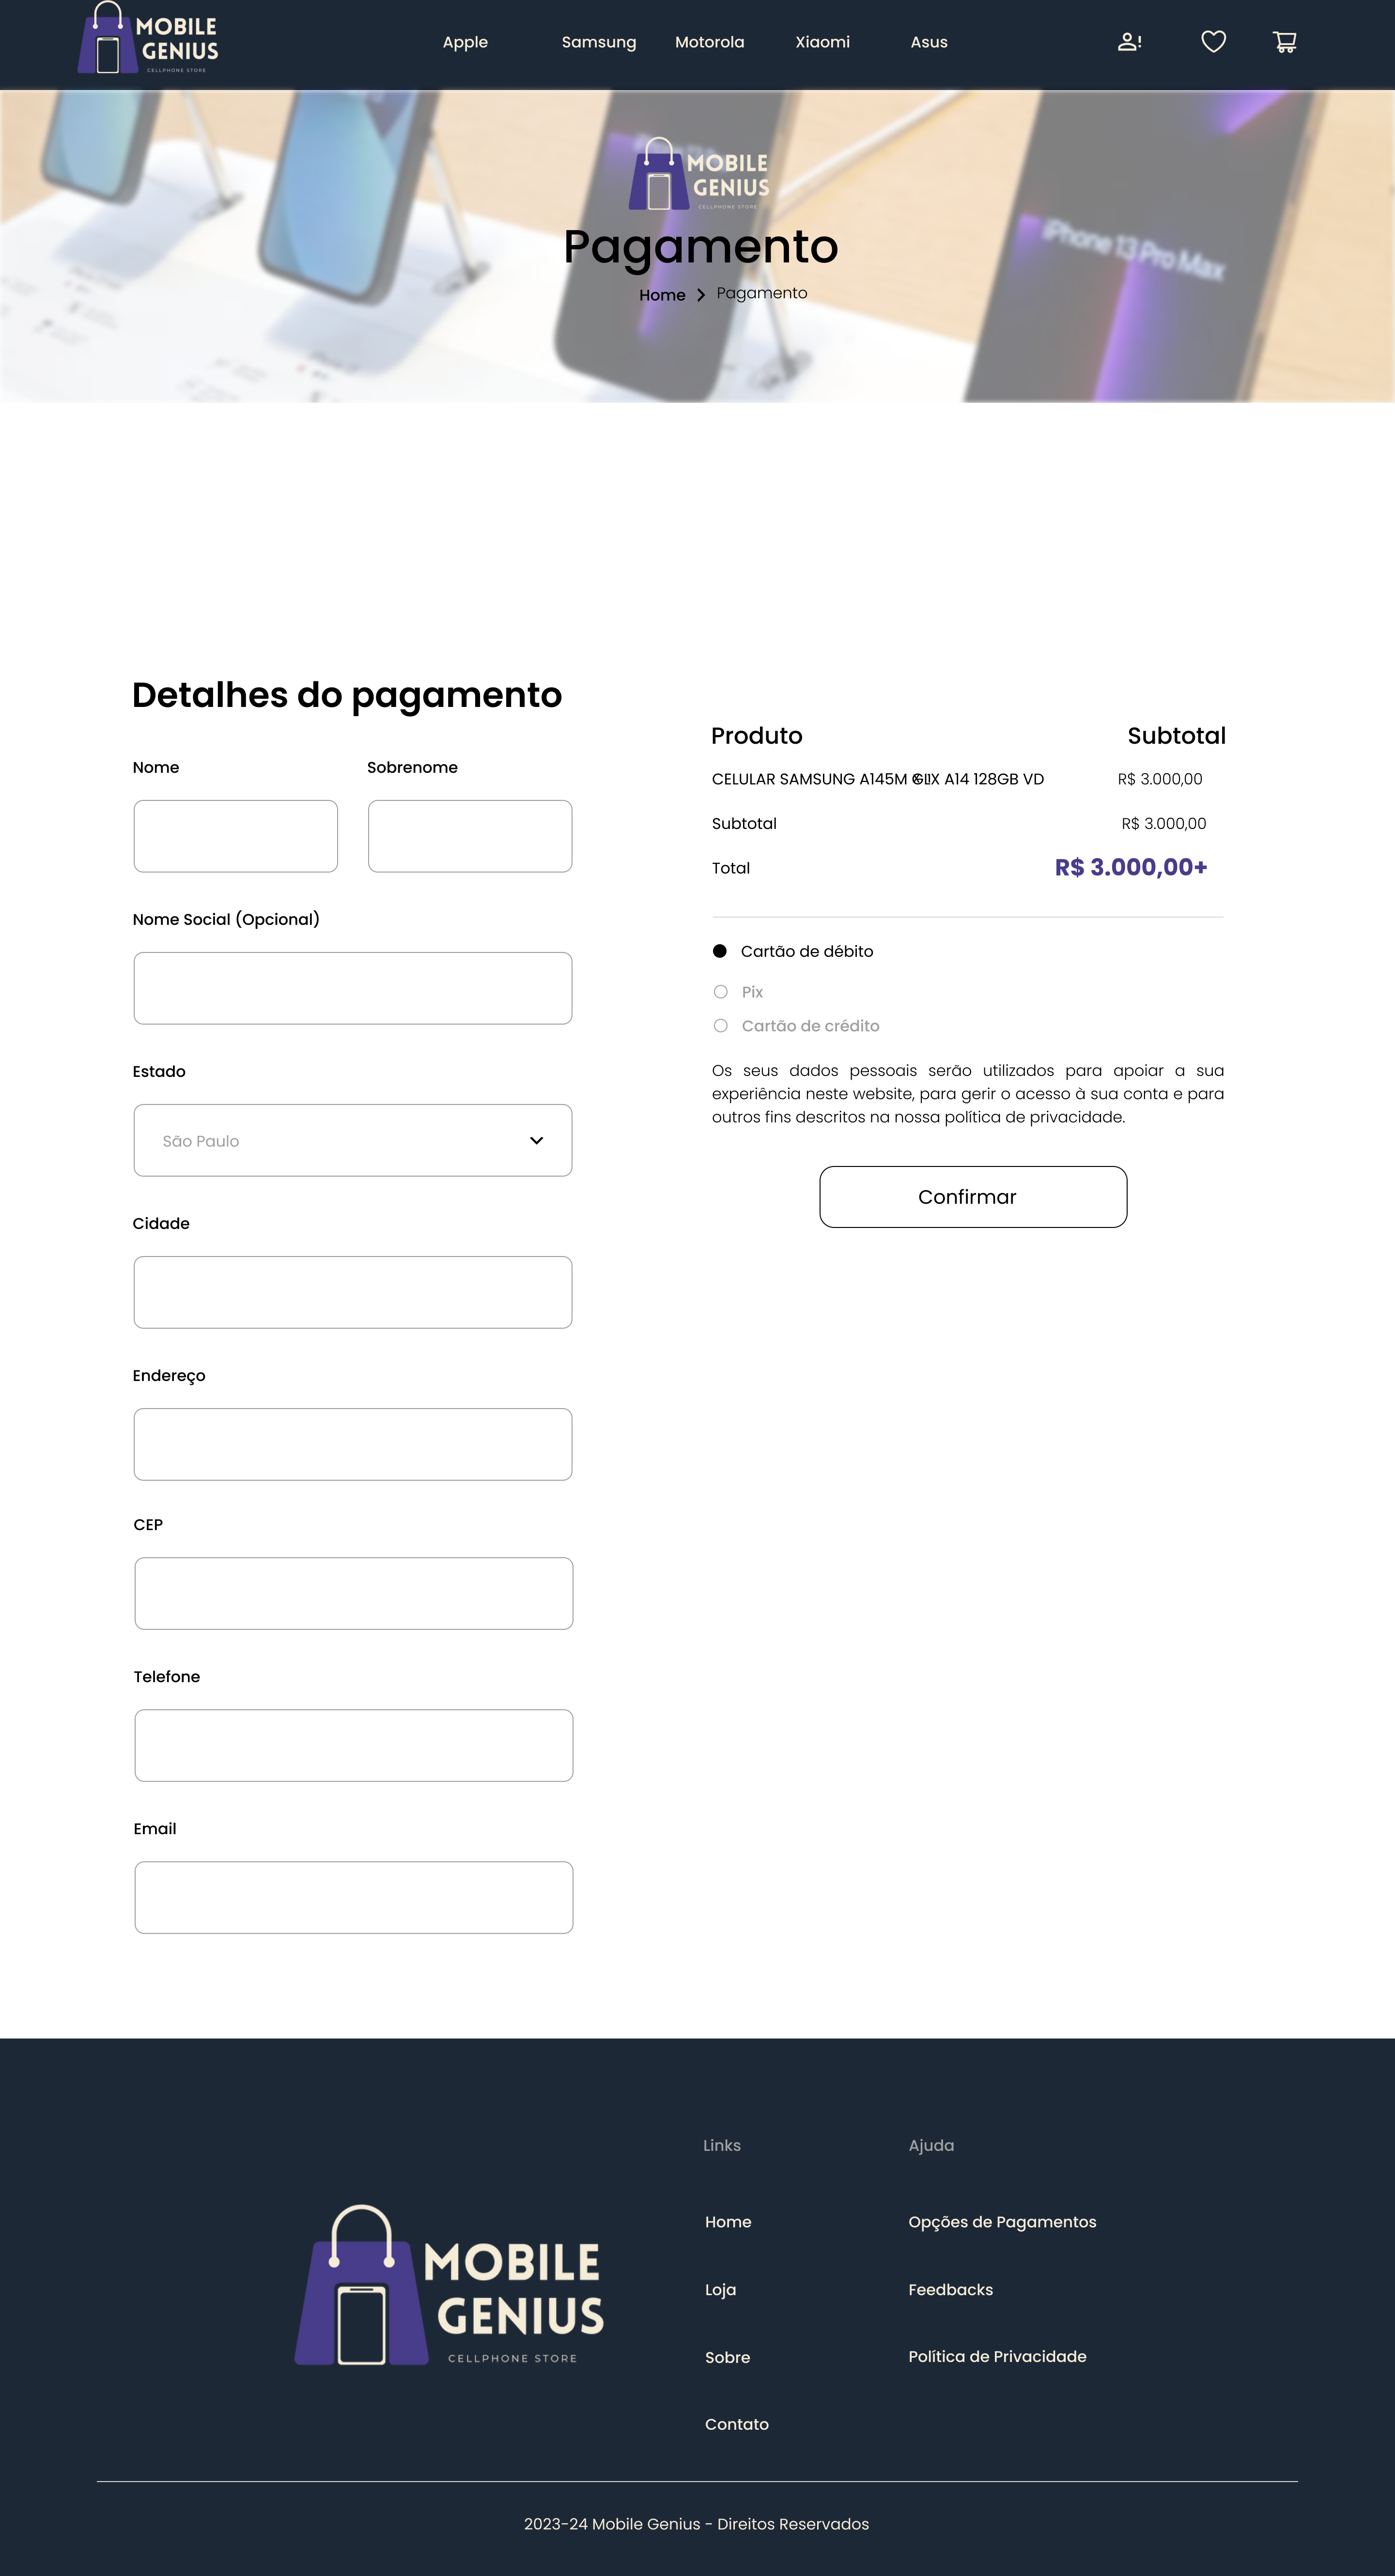 MOBILE
GENIUS
CELLPHONE STORE
Apple Samsung Motorola Xiaomi Asus
MOBILE
GENIUS
CELLPHONE STORE
iPhone 13 Pro Max
Pagamento
Home > Pagamento
Detalhes do pagamento
Nome Sobrenome
Nome Social (Opcional)
Estado
São Paulo
Cidade
Endereço
CEP
Telefone
Email
Produto Subtotal
CELULAR SAMSUNG A145M A14 128GB VD R$ 3.000,00
Subtotal R$ 3.000,00
Total R$ 3.000,00+
Cartão de débito
Pix
Cartão de crédito
Os seus dados pessoais serão utilizados para apoiar a sua
experiência neste website, para gerir o acesso à sua conta e para
outros fins descritos na nossa política de privacidade.
Confirmar
MOBILE
GENIUS
CELLPHONE STORE
Links
Home
Loja
Sobre
Contato
Ajuda
Opções de Pagamentos
Feedbacks
Política de Privacidade
2023-24 Mobile Genius - Direitos Reservados